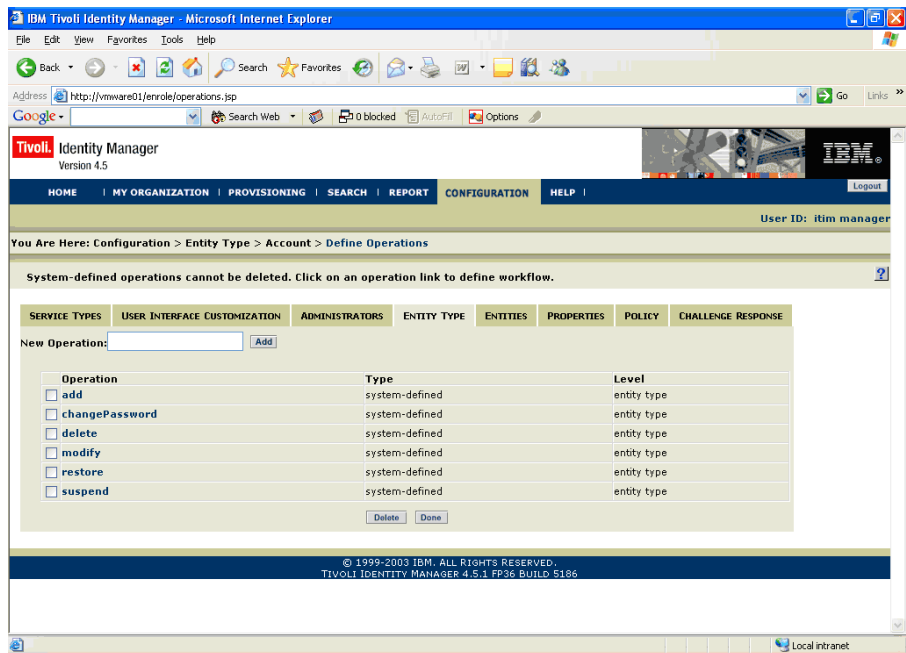 IBM Tivoli Identity Manager - Microsoft Internet Explorer
File Edit View Favorites Tools Help
Back Search Favorites
Address http://vmware01/enrole/operations.jsp Go Links »
Google Search Web 0 blocked AutoFill Options
Tivoli. Identity Manager IBM®
Version 4.5
HOME | MY ORGANIZATION | PROVISIONING | SEARCH | REPORT CONFIGURATION HELP | Logout
User ID: itim manager
You Are Here: Configuration > Entity Type > Account > Define Operations
System-defined operations cannot be deleted. Click on an operation link to define workflow. ?
SERVICE TYPES USER INTERFACE CUSTOMIZATION ADMINISTRATORS ENTITY TYPE ENTITIES PROPERTIES POLICY CHALLENGE RESPONSE
New Operation: Add
Operation Type Level
add system-defined entity type
changePassword system-defined entity type
delete system-defined entity type
modify system-defined entity type
restore system-defined entity type
suspend system-defined entity type
Delete Done
© 1999-2003 IBM. ALL RIGHTS RESERVED.
TIVOLI IDENTITY MANAGER 4.5.1 FP36 BUILD 5186
Local intranet